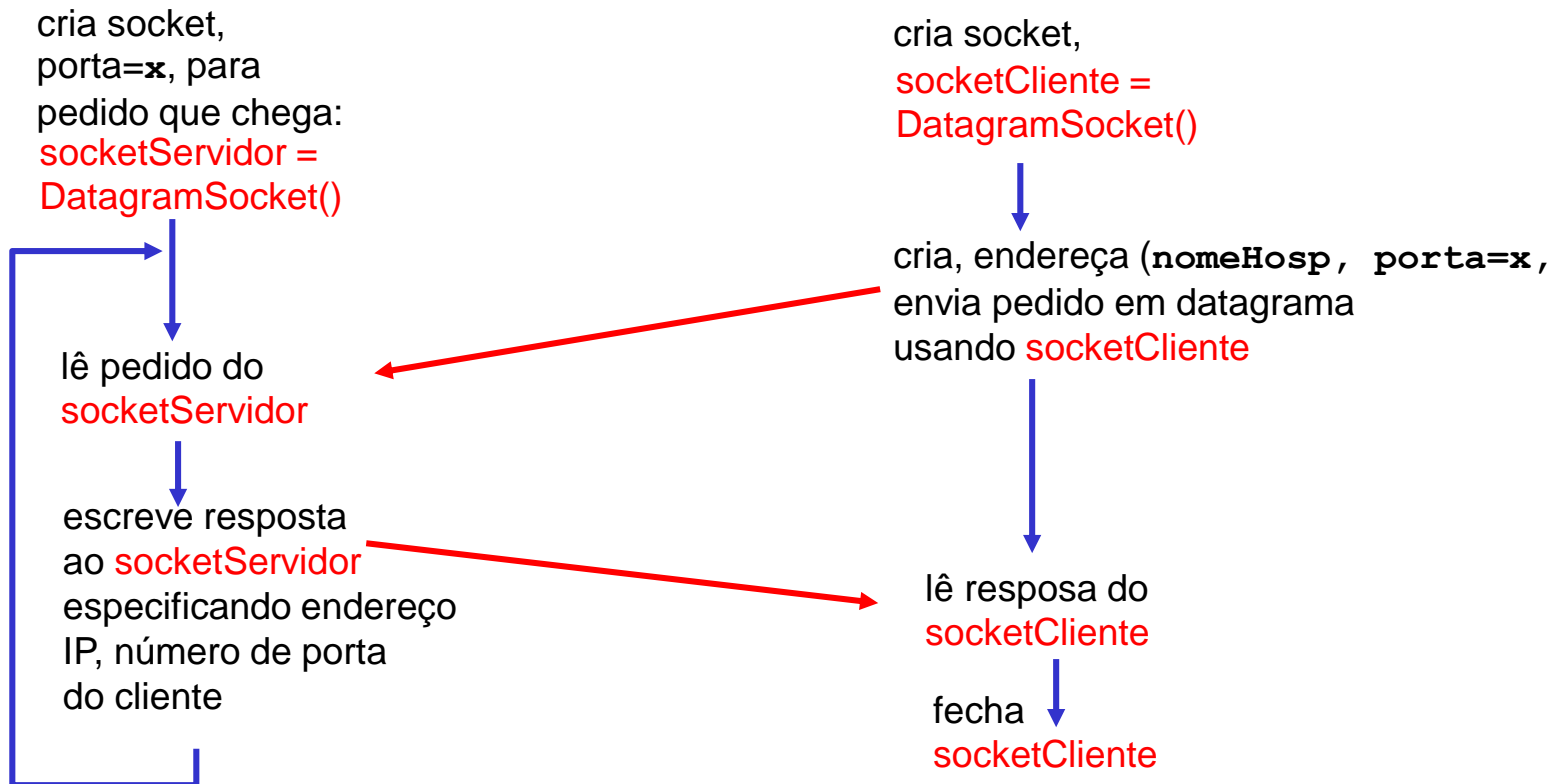 cria socket,
porta=x, para
pedido que chega:
socketServidor =
DatagramSocket()
lê pedido do
socketServidor
escreve resposta
ao socketServidor
especificando endereço
IP, número de porta
do cliente
cria socket,
socketCliente =
DatagramSocket()
cria, endereça (nomeHosp, porta=x,
envia pedido em datagrama
usando socketCliente
lê resposa do
socketCliente
fecha
socketCliente